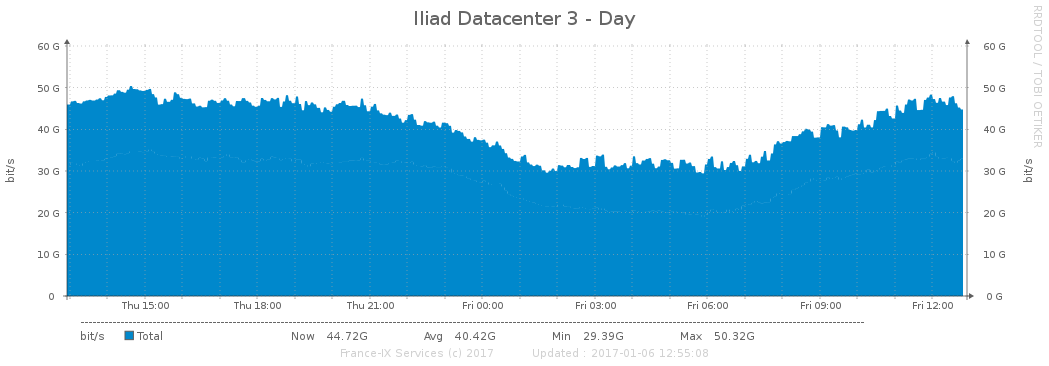 Iliad Datacenter 3 - Day
RRDTOOL / TOBI OETIKER
bit/s
60 G 60 G
50 G 50 G
40 G 40 G
30 G 30 G
20 G 20 G
10 G 10 G
0 0 G
bit/s
Thu 15:00 Thu 18:00 Thu 21:00 Fri 00:00 Fri 03:00 Fri 06:00 Fri 09:00 Fri 12:00
bit/s Total Now 44.72G Avg 40.42G Min 29.39G Max 50.32G
France-IX Services (c) 2017 Updated : 2017-01-06 12:55:08